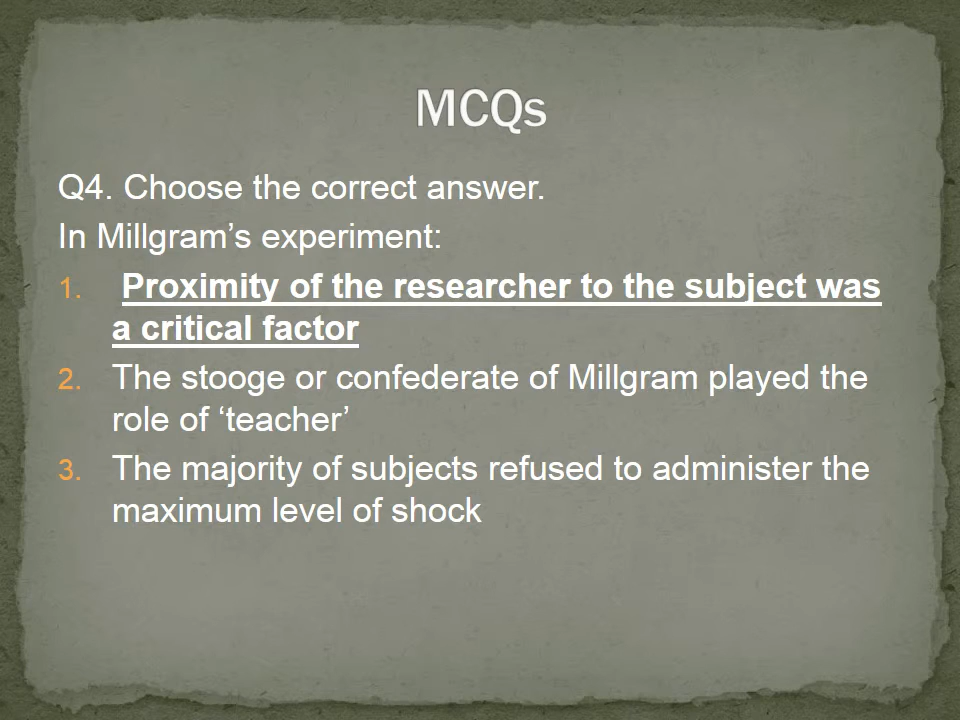 MCQs
Q4. Choose the correct answer.
In Millgram’s experiment:
1. Proximity of the researcher to the subject was
a critical factor
2. The stooge or confederate of Millgram played the
role of ‘teacher’
3. The majority of subjects refused to administer the
maximum level of shock